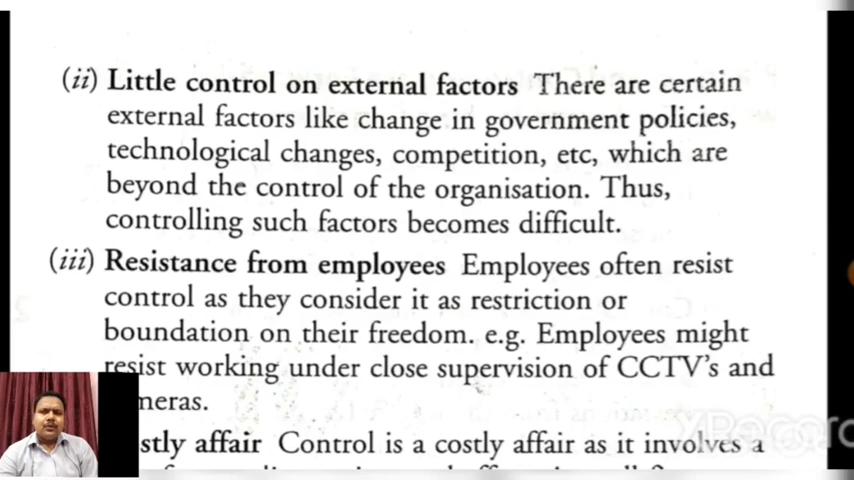 (ii) Little control on external factors There are certain
external factors like change in government policies,
technological changes, competition, etc, which are
beyond the control of the organisation. Thus,
controlling such factors becomes difficult.
(iii) Resistance from employees Employees often resist
control as they consider it as restriction or
boundation on their freedom. e.g. Employees might
resist working under close supervision of CCTV's and
neras.
stly affair Control is a costly affair as it involves a
XRecord